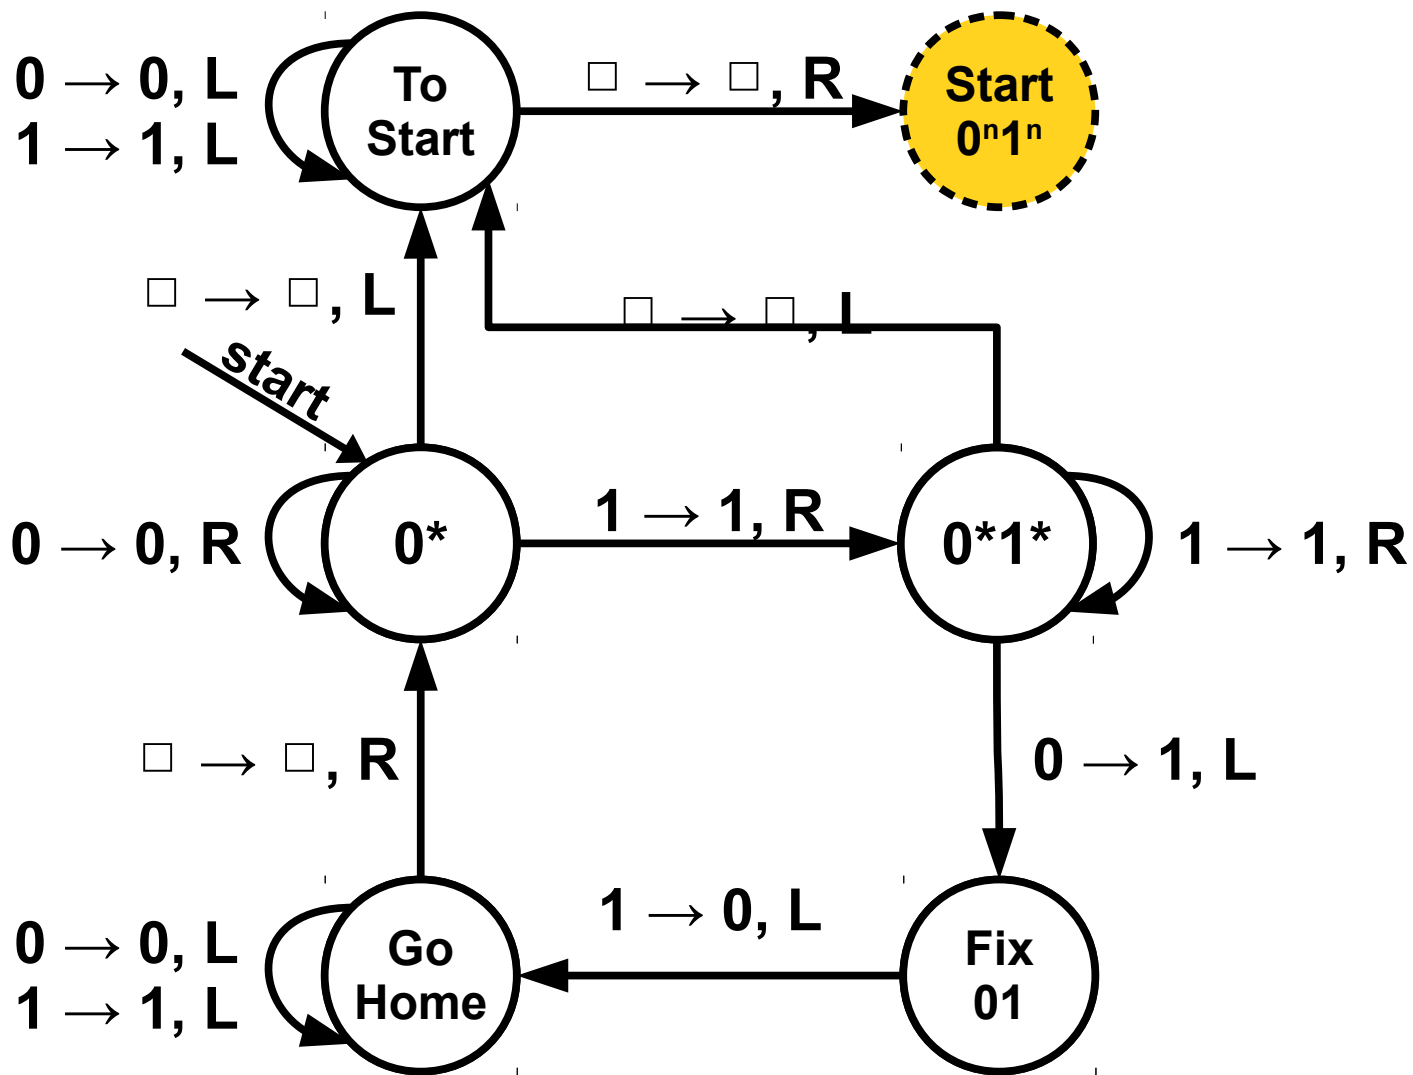 0 → 0, L
1 → 1, L
To
Start
□ → □, R
Start
0ⁿ1ⁿ
□ → □, L
□ → □, L
start
0 → 0, R
0*
1 → 1, R
0*1*
1 → 1, R
□ → □, R
0 → 1, L
0 → 0, L
1 → 1, L
Go
Home
1 → 0, L
Fix
01